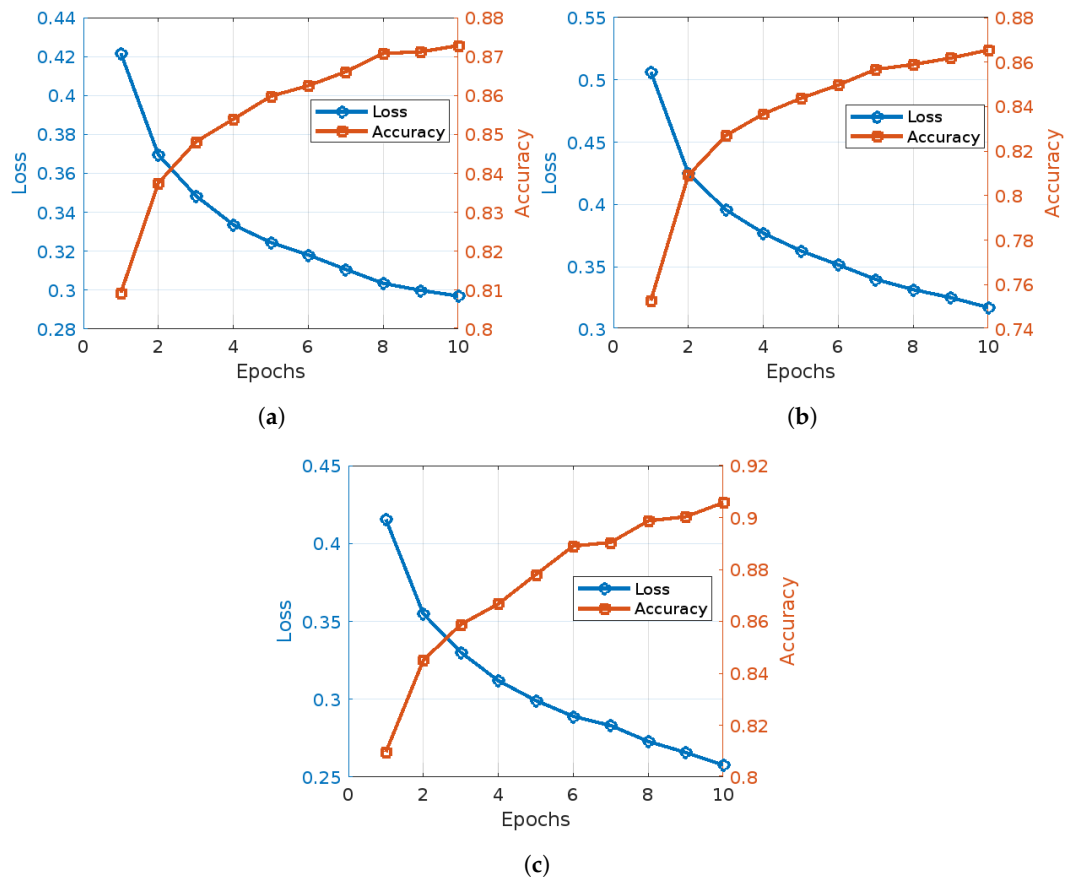 0.44
0.42
0.4
0.38
0.36
0.34
0.32
0.3
0.28
Loss
0.88
0.87
0.86
0.85
0.84
0.83
0.82
0.81
0.8
Accuracy
Loss
Accuracy
0 2 4 6 8 10
Epochs
(a)
0.55
0.5
0.45
0.4
0.35
0.3
Loss
0.88
0.86
0.84
0.82
0.8
0.78
0.76
0.74
Accuracy
Loss
Accuracy
0 2 4 6 8 10
Epochs
(b)
0.45
0.4
0.35
0.3
0.25
Loss
0.92
0.9
0.88
0.86
0.84
0.82
0.8
Accuracy
Loss
Accuracy
0 2 4 6 8 10
Epochs
(c)